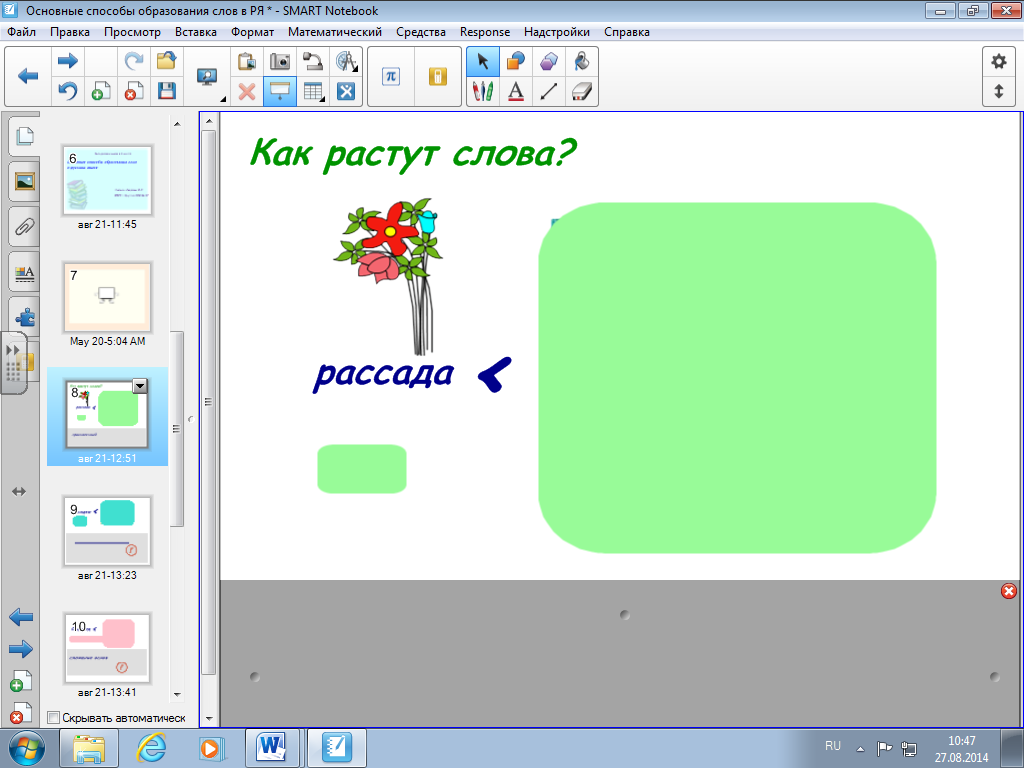 Основные способы образования слов в РЯ * - SMART Notebook
Файл Правка Просмотр Вставка Формат Математический Средства Response Надстройки Справка
π
A
A
Как растут слова?
рассада <
6
авг 21-11:45
7
May 20-5:04 AM
8
авг 21-12:51
9
авг 21-13:23
10
авг 21-13:41
Скрывать автоматическ
W
RU
10:47
27.08.2014